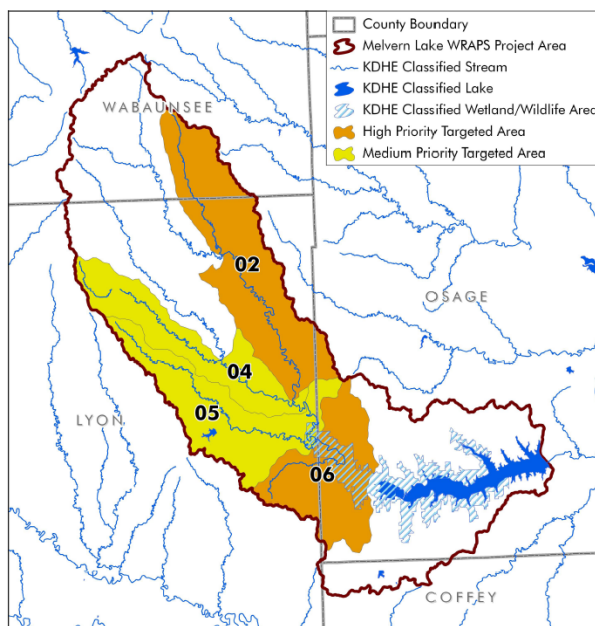 County Boundary
Melvern Lake WRAPS Project Area
KDHE Classified Stream
KDHE Classified Lake
KDHE Classified Wetland/Wildlife Area
High Priority Targeted Area
Medium Priority Targeted Area
WABAUNSEE
02
OSAGE
04
05
LYON
06
COFFEY